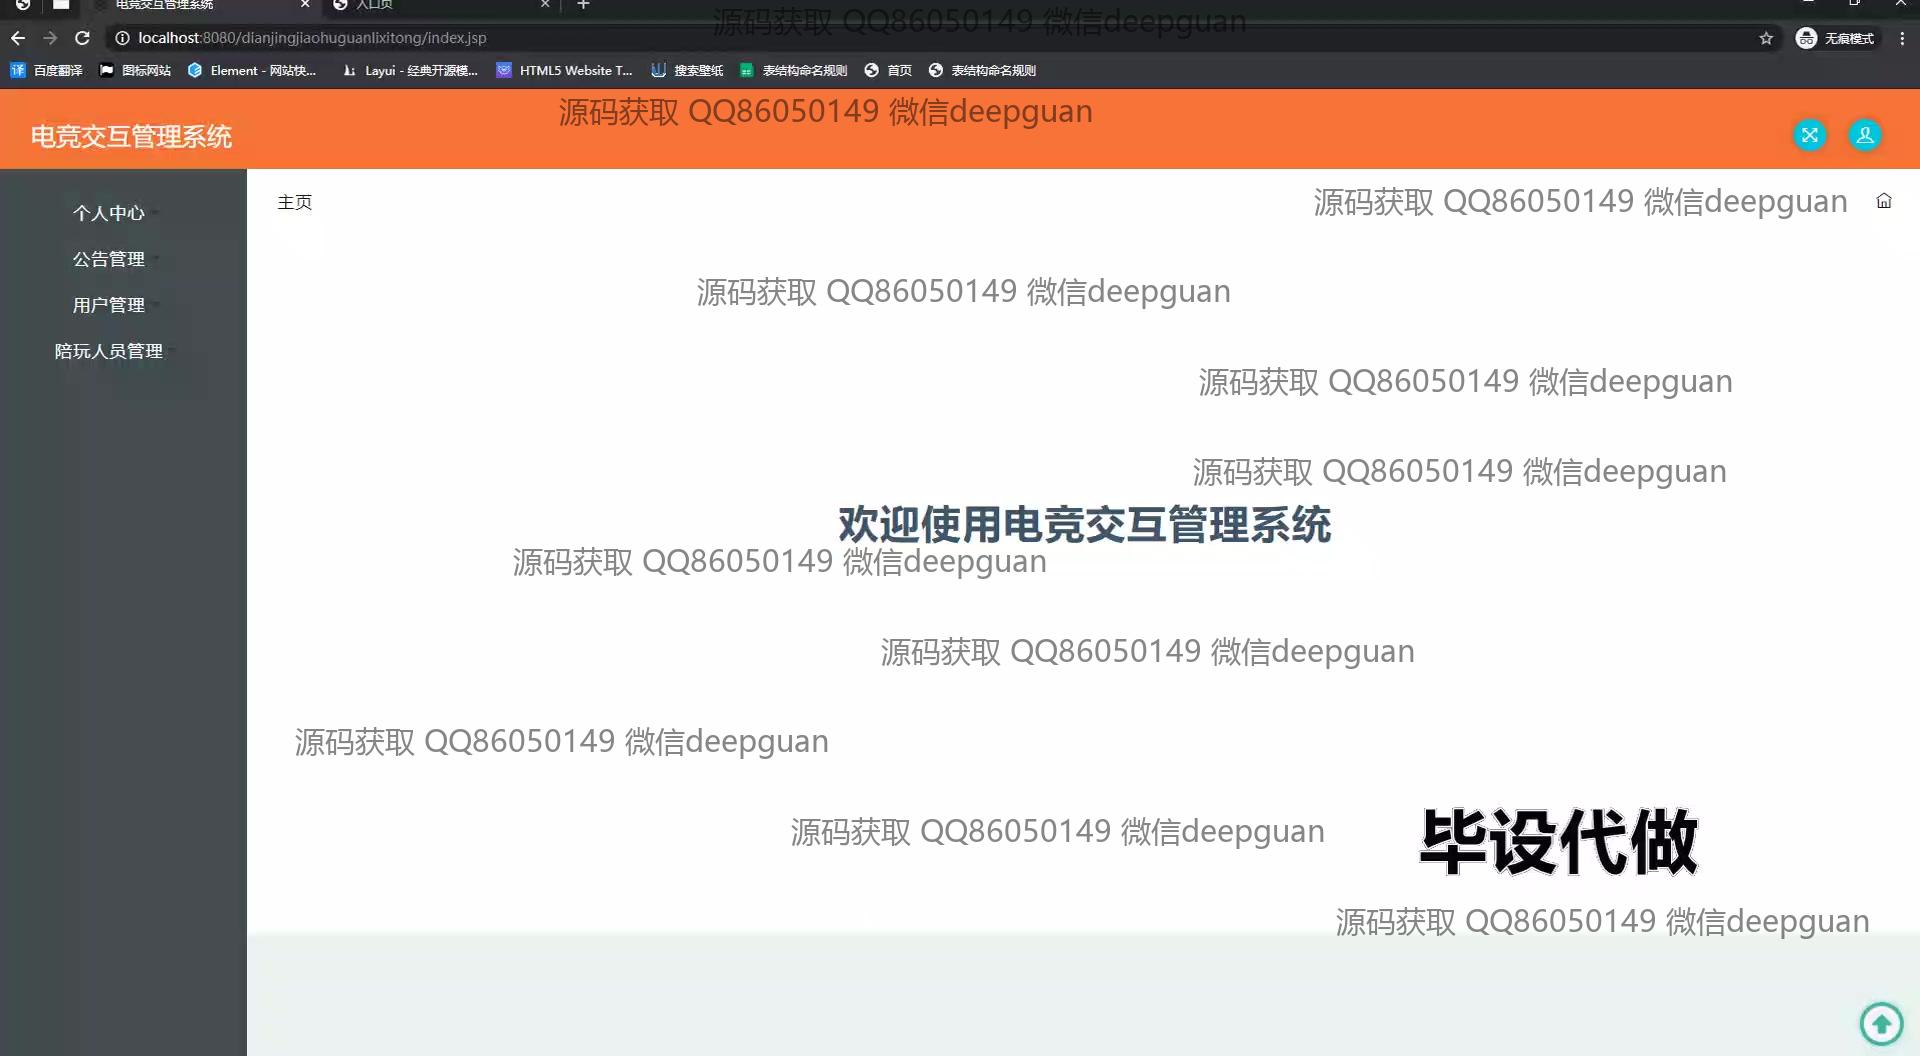 电竞交互管理系统
入口页
源码获取 QQ86050149 微信deepguan
localhost:8080/dianjingjiaohuguanlixitong/index.jsp
无痕模式
百度翻译
图标网站
Element - 网站快...
Layui - 经典开源模...
HTML5 Website T...
搜索壁纸
表结构命名规则
首页
表结构命名规则
源码获取 QQ86050149 微信deepguan
电竞交互管理系统
个人中心
公告管理
用户管理
陪玩人员管理
主页
源码获取 QQ86050149 微信deepguan
源码获取 QQ86050149 微信deepguan
源码获取 QQ86050149 微信deepguan
源码获取 QQ86050149 微信deepguan
欢迎使用电竞交互管理系统
源码获取 QQ86050149 微信deepguan
源码获取 QQ86050149 微信deepguan
源码获取 QQ86050149 微信deepguan
源码获取 QQ86050149 微信deepguan
毕设代做
源码获取 QQ86050149 微信deepguan